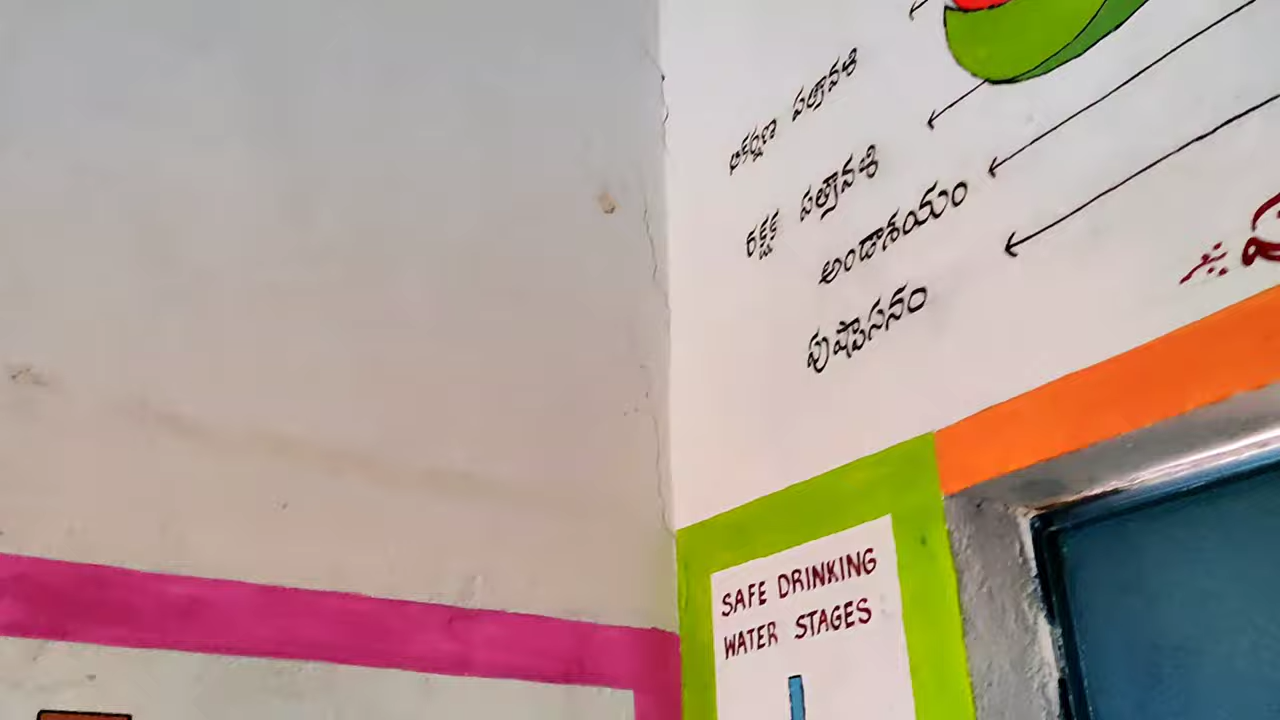 ఆకర్షణ పత్రావళి
రక్షక పత్రావళి
అండాశయం
పుష్పాసనం
SAFE DRINKING
WATER STAGES